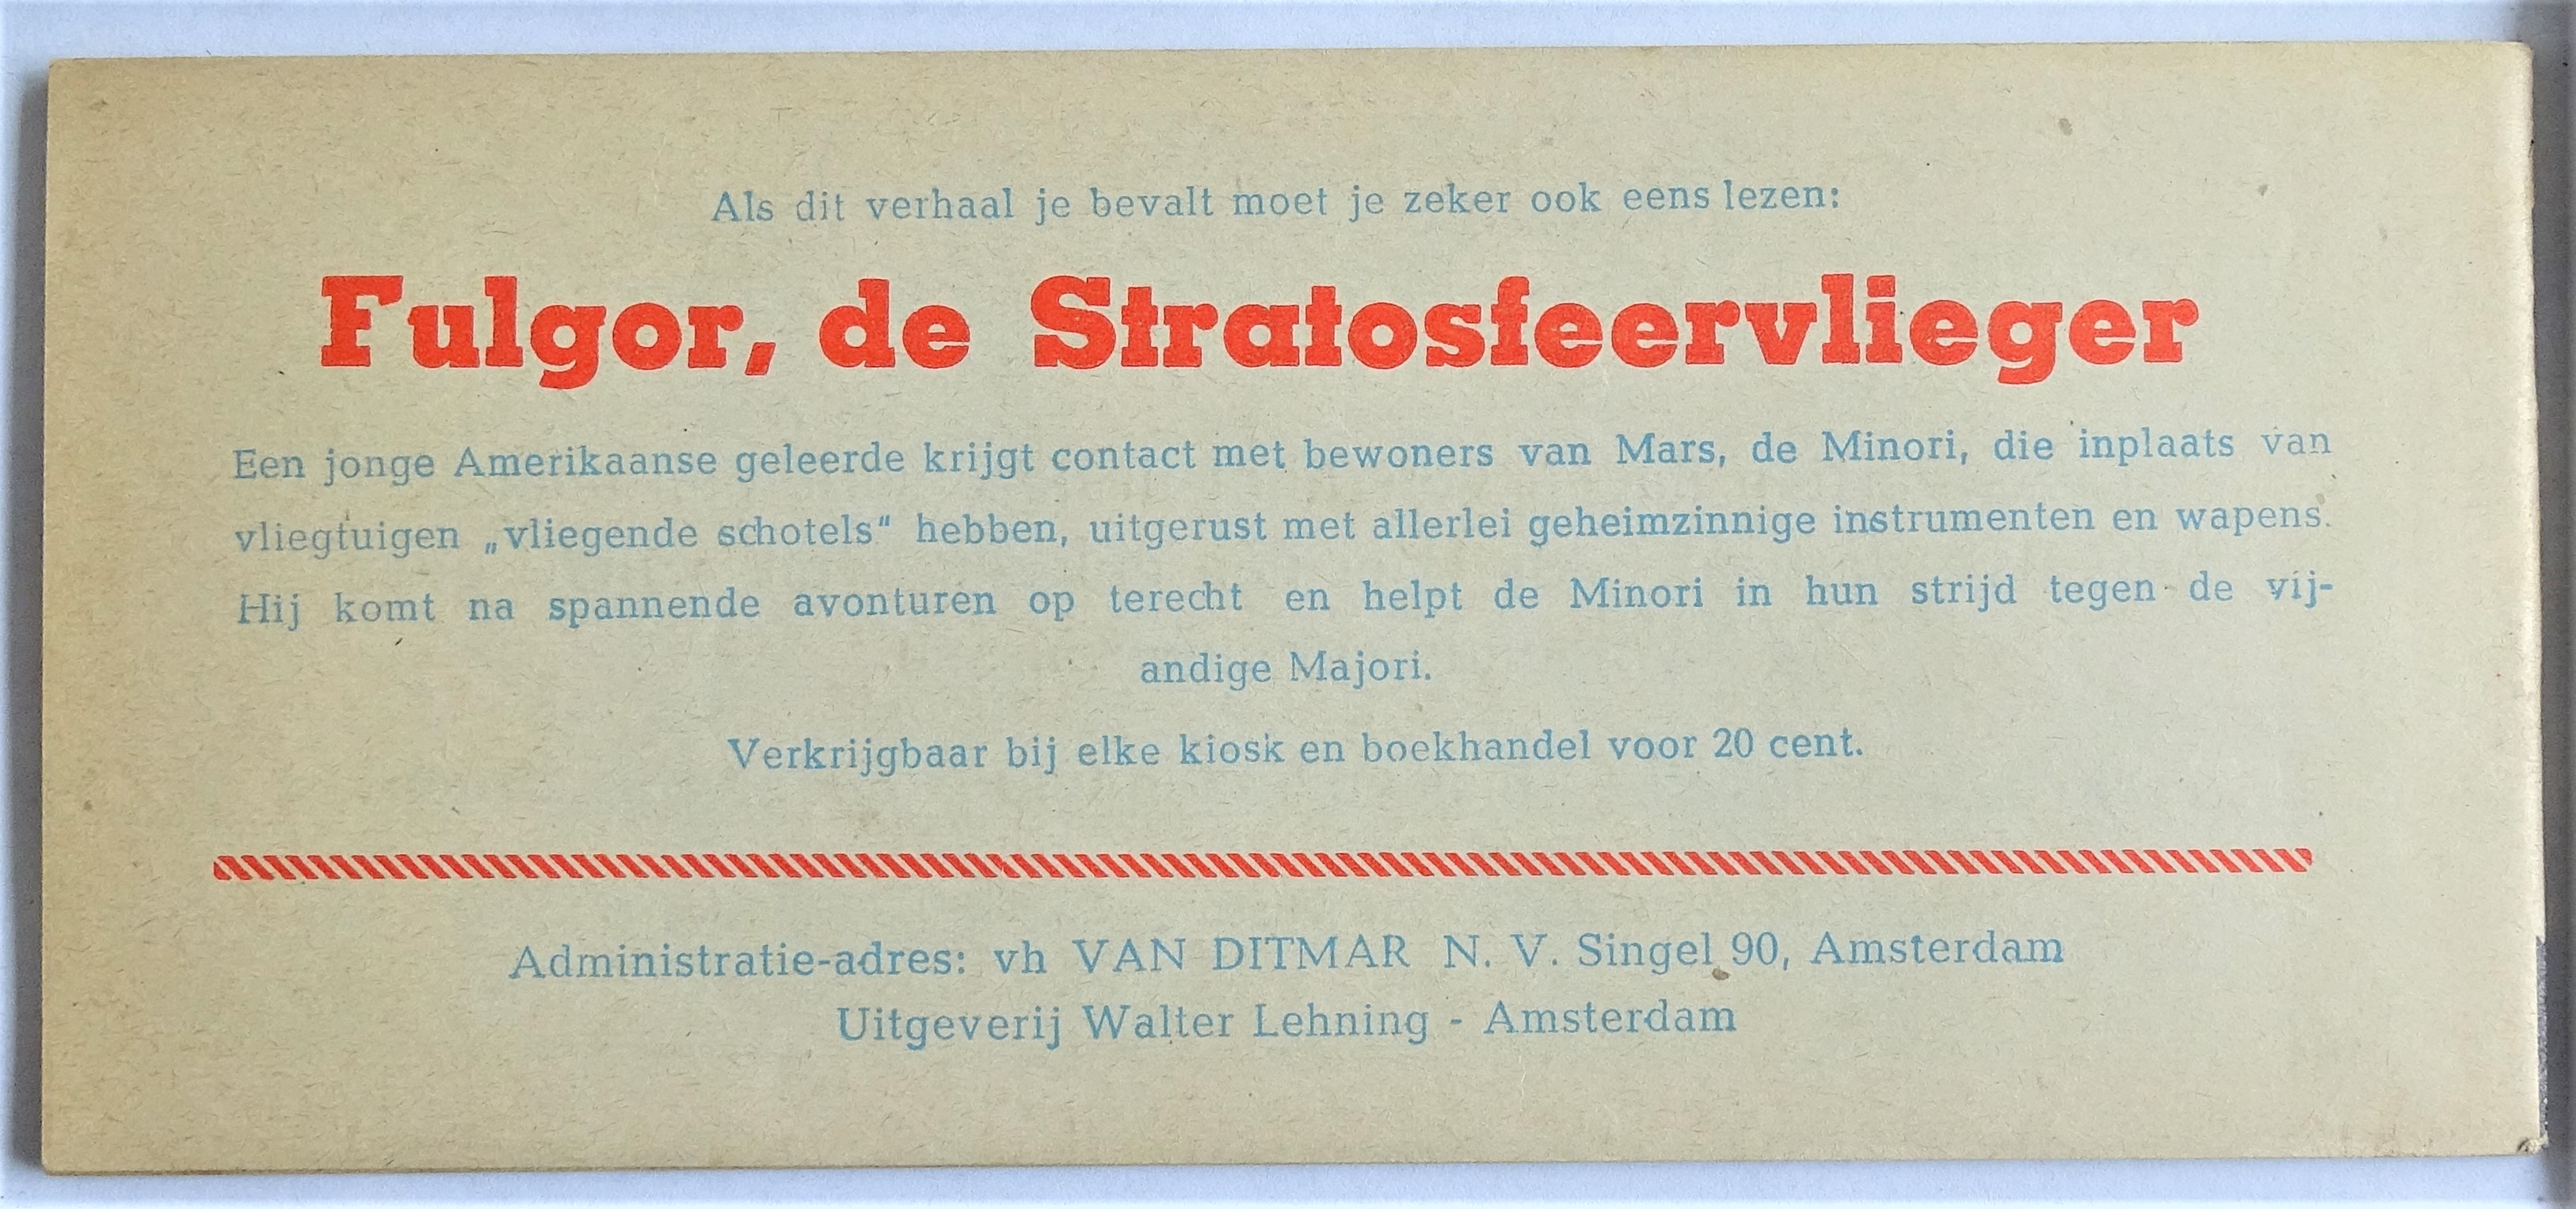 Als dit verhaal je bevalt moet je zeker ook eens lezen:
Fulgor, de Stratosfeervlieger
Een jonge Amerikaanse geleerde krijgt contact met bewoners van Mars, de Minori, die inplaats van
vliegtuigen „vliegende schotels“ hebben, uitgerust met allerlei geheimzinnige instrumenten en wapens.
Hij komt na spannende avonturen op terecht en helpt de Minori in hun strijd tegen de vij-
andige Majori.
Verkrijgbaar bij elke kiosk en boekhandel voor 20 cent.
Administratie-adres: vh VAN DITMAR N. V. Singel 90, Amsterdam
Uitgeverij Walter Lehning - Amsterdam